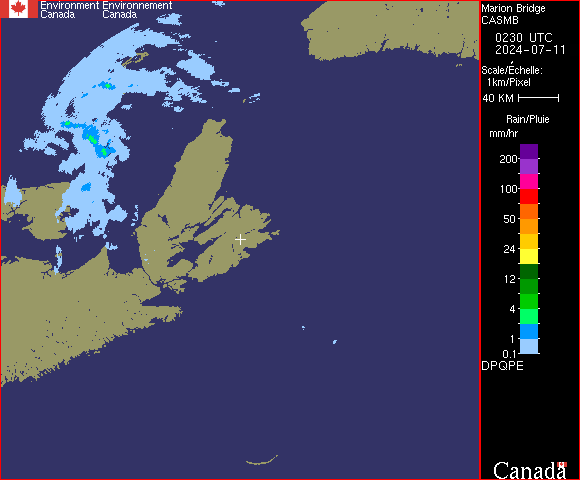 Environment Environnement
Canada Canada
Marion Bridge
CASMB
0230 UTC
2024-07-11
Scale/Échelle:
1km/Pixel
40 KM
Rain/Pluie
mm/hr
200
100
50
24
12
4
1
0.1
DPQPE
Canada